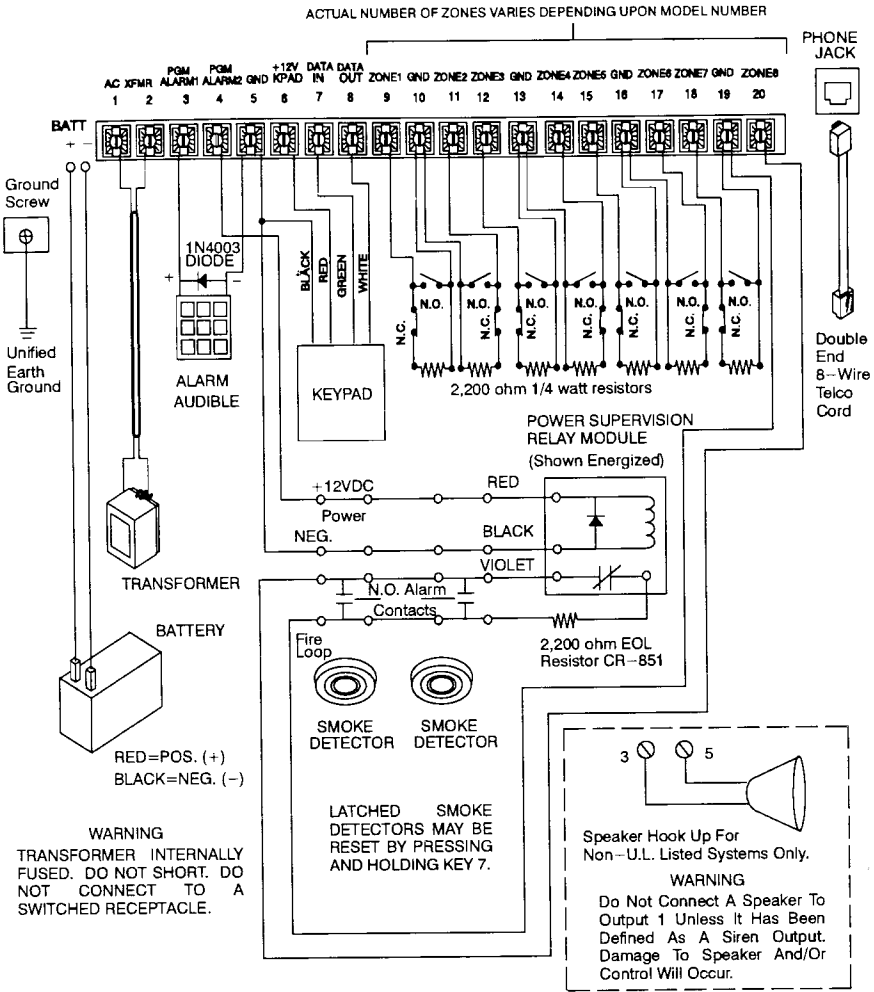 ACTUAL NUMBER OF ZONES VARIES DEPENDING UPON MODEL NUMBER
PHONE
JACK
AC XFMR
PGM
ALARM1
PGM
ALARM2
GND
+12V
KPAD
DATA
IN
DATA
OUT
ZONE1 GND ZONE2 ZONE3 GND ZONE4 ZONE5 GND ZONE6 ZONE7 GND ZONE8
1 2 3 4 5 6 7 8 9 10 11 12 13 14 15 16 17 18 19 20
BATT
+ −
Ground
Screw
Unified
Earth
Ground
1N4003
DIODE
+ −
ALARM
AUDIBLE
BLACK
RED
GREEN
WHITE
KEYPAD
N.O. N.O. N.O. N.O. N.O. N.O.
N.C. N.C. N.C. N.C. N.C. N.C. N.C.
2,200 ohm 1/4 watt resistors
Double
End
8-Wire
Telco
Cord
POWER SUPERVISION
RELAY MODULE
(Shown Energized)
+12VDC
Power
RED
NEG.
BLACK
VIOLET
N.O. Alarm
Contacts
Fire
Loop
2,200 ohm EOL
Resistor CR-851
TRANSFORMER
BATTERY
RED=POS. (+)
BLACK=NEG. (−)
SMOKE
DETECTOR
SMOKE
DETECTOR
LATCHED SMOKE
DETECTORS MAY BE
RESET BY PRESSING
AND HOLDING KEY 7.
WARNING
TRANSFORMER INTERNALLY
FUSED. DO NOT SHORT. DO
NOT CONNECT TO A
SWITCHED RECEPTACLE.
3 5
Speaker Hook Up For
Non-U.L. Listed Systems Only.
WARNING
Do Not Connect A Speaker To
Output 1 Unless It Has Been
Defined As A Siren Output.
Damage To Speaker And/Or
Control Will Occur.